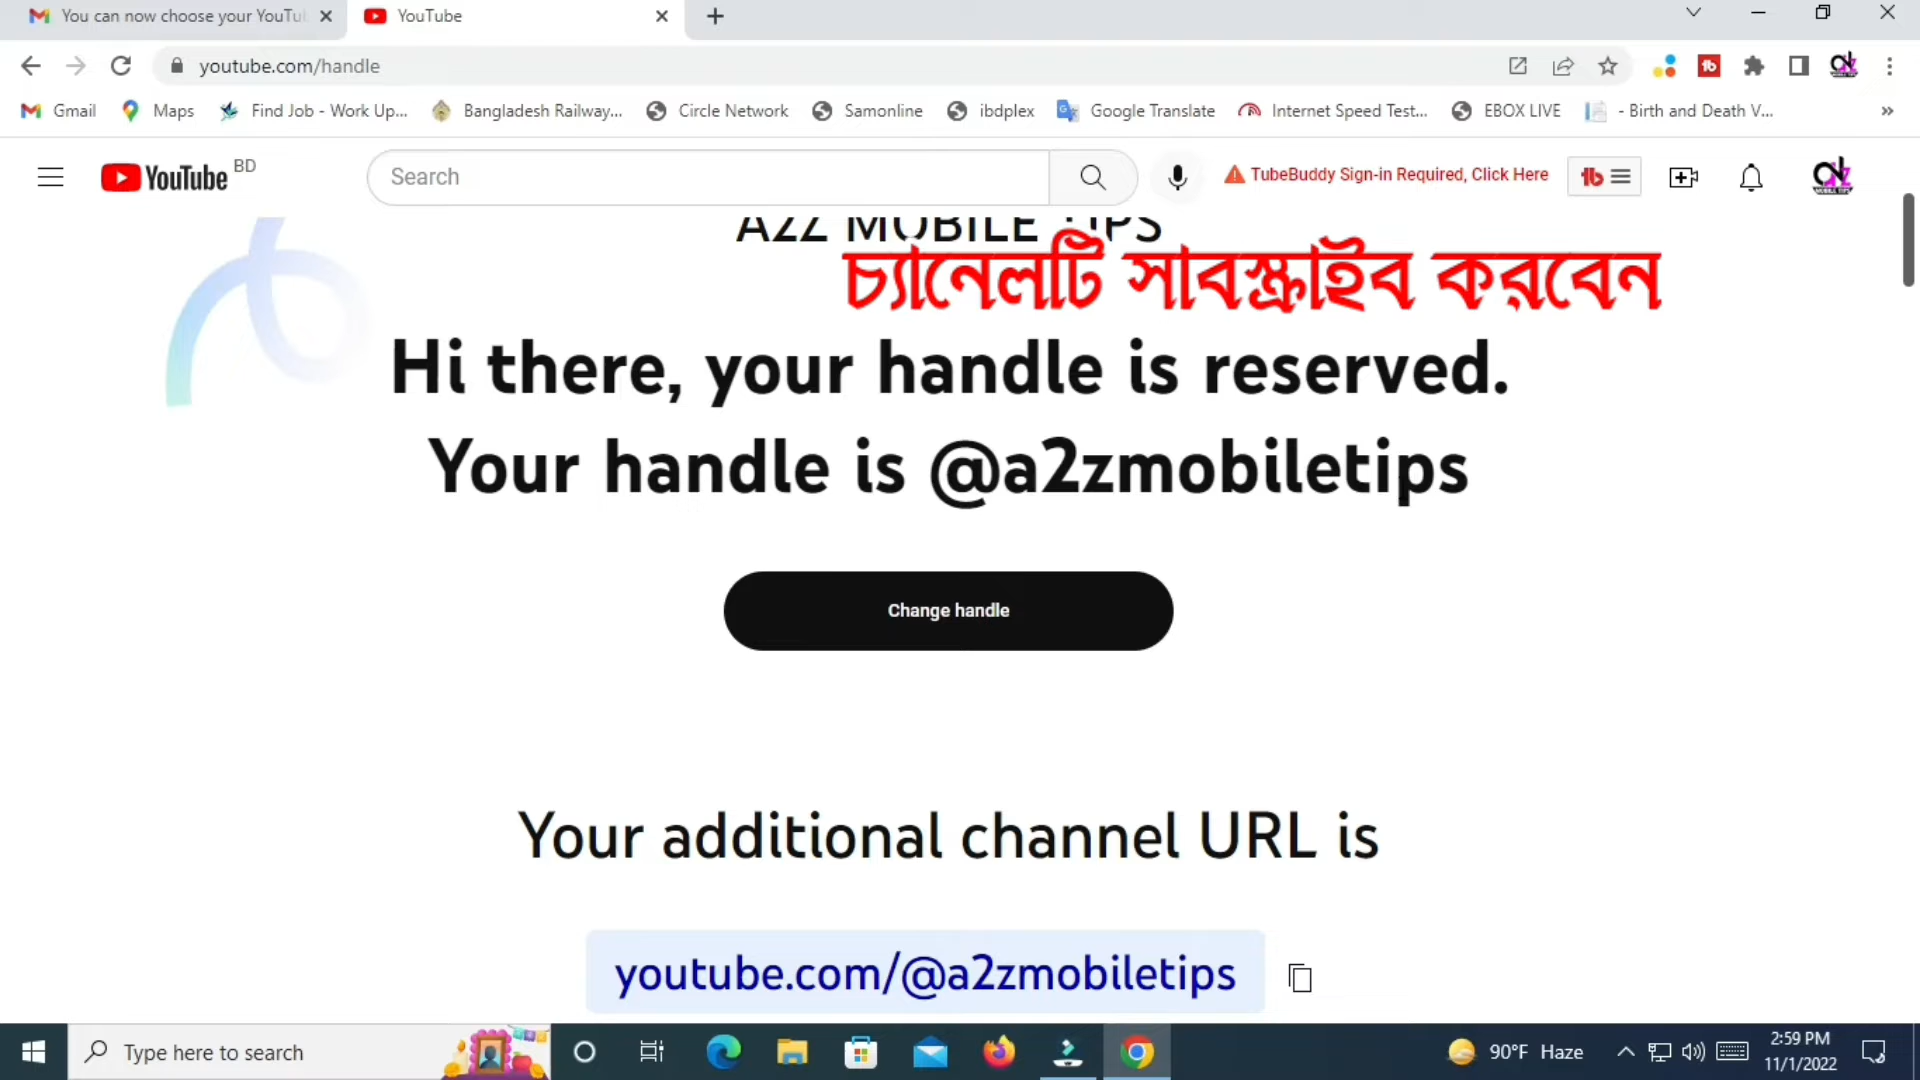 You can now choose your YouTu
YouTube
youtube.com/handle
Gmail
Maps
Find Job - Work Up...
Bangladesh Railway...
Circle Network
Samonline
ibdplex
Google Translate
Internet Speed Test...
EBOX LIVE
- Birth and Death V...
»
YouTube BD
Search
TubeBuddy Sign-in Required, Click Here
A2Z MOBILE TIPS
চ্যানেলটি সাবস্ক্রাইব করবেন
Hi there, your handle is reserved.
Your handle is @a2zmobiletips
Change handle
Your additional channel URL is
youtube.com/@a2zmobiletips
Type here to search
90°F Haze
2:59 PM
11/1/2022